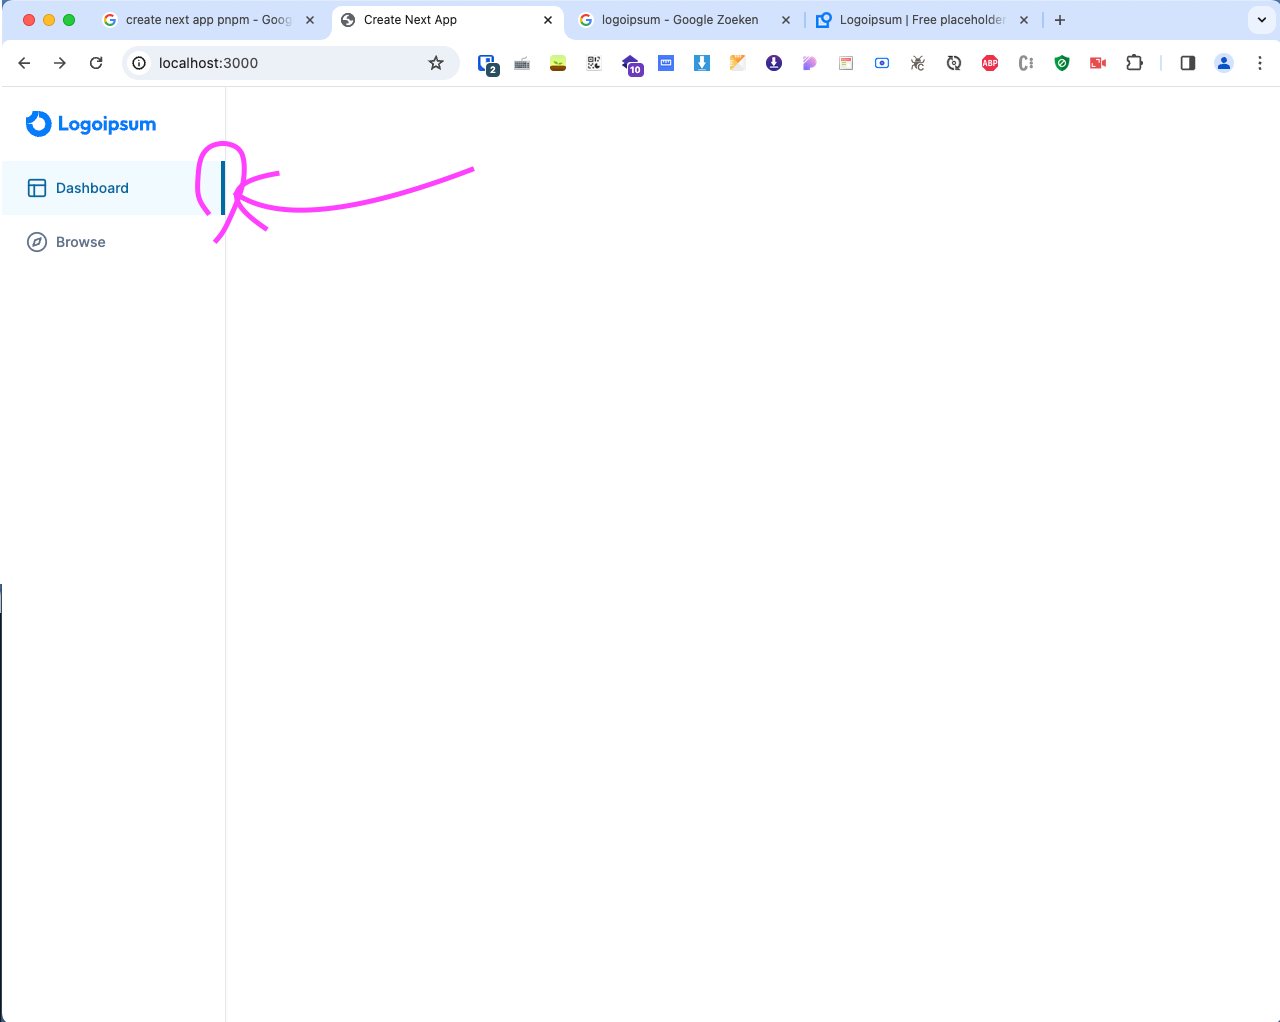 create next app pnpm - Goog
Create Next App
logoipsum - Google Zoeken
Logoipsum | Free placeholder
localhost:3000
2
10
ABP
Logoipsum
Dashboard
Browse